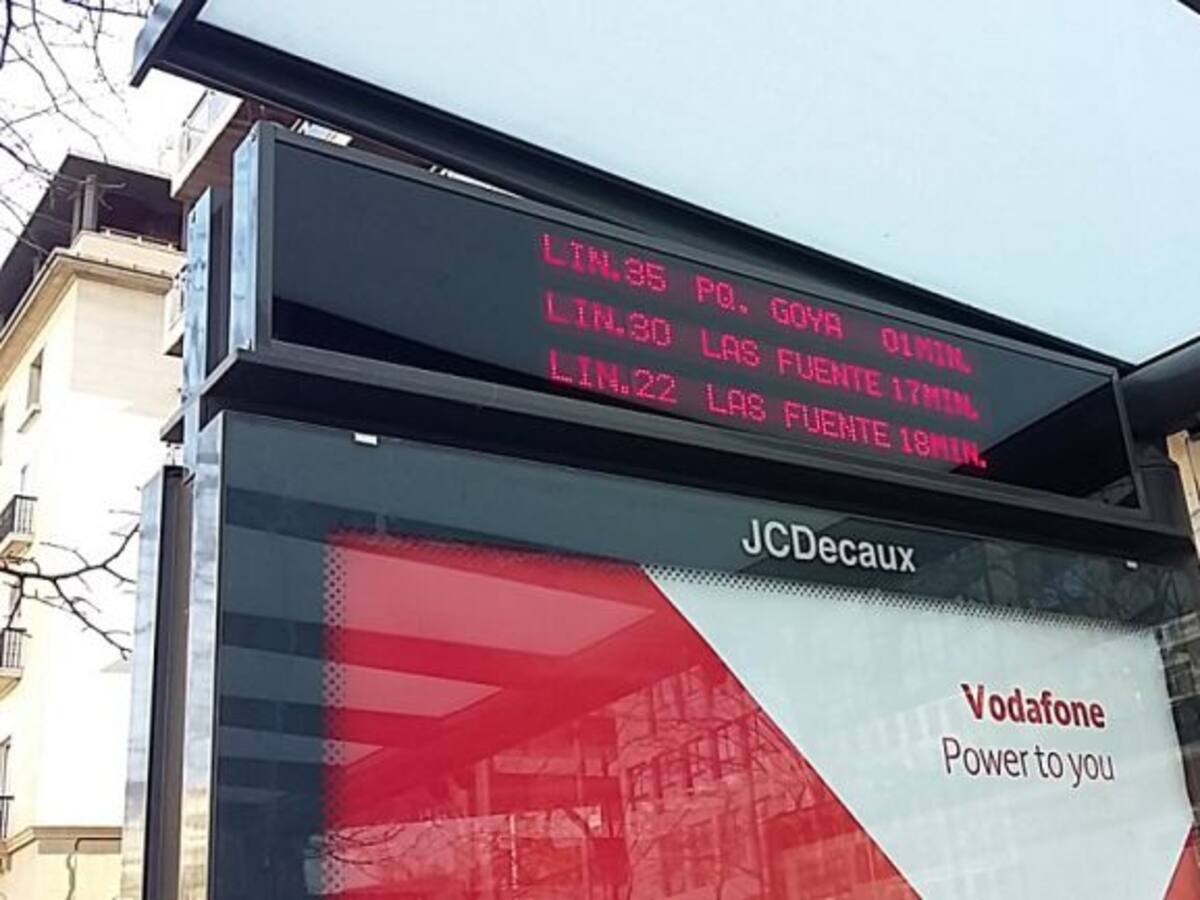 LIN.35 PQ. GOYA 01MIN.
LIN.30 LAS FUENTE 17MIN.
LIN.22 LAS FUENTE 18MIN.
JCDecaux
Vodafone
Power to you